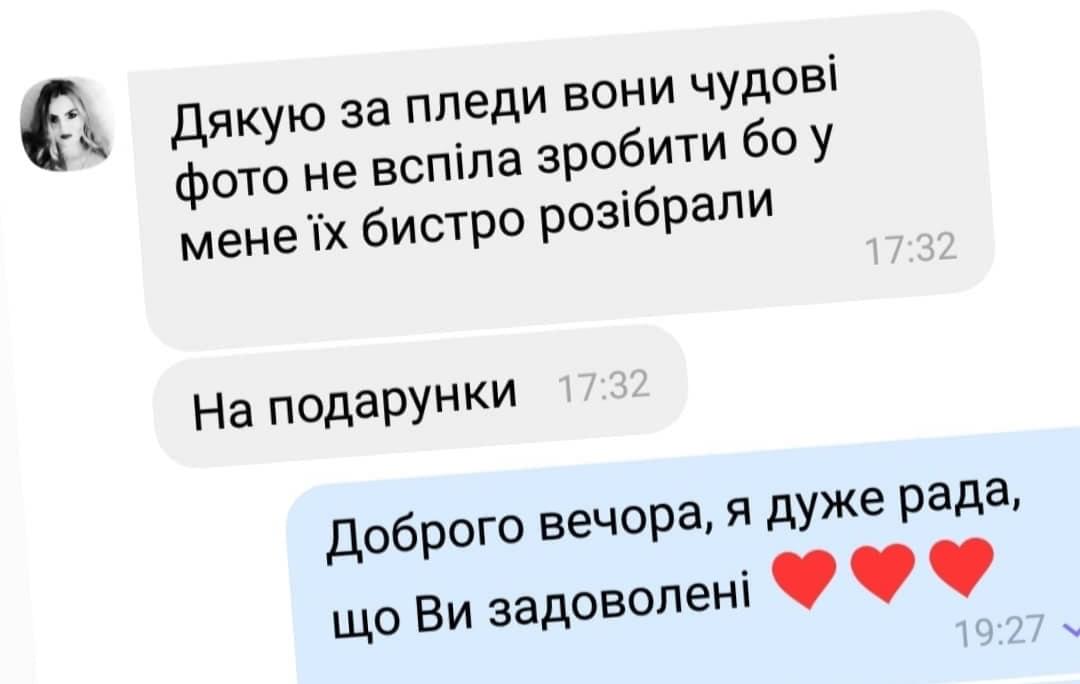 Дякую за пледи вони чудові
фото не вспіла зробити бо у
мене їх бистро розібрали
17:32
На подарунки 17:32
Доброго вечора, я дуже рада,
що Ви задоволені ❤️❤️❤️
19:27